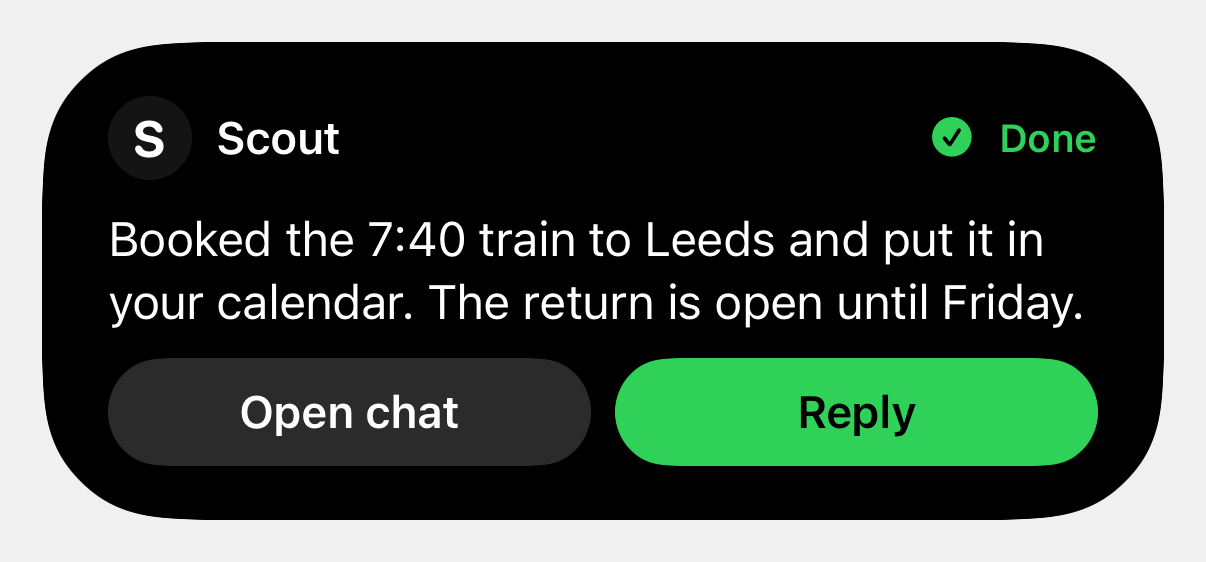 S
Scout
Done
Booked the 7:40 train to Leeds and put it in
your calendar. The return is open until Friday.
Open chat
Reply